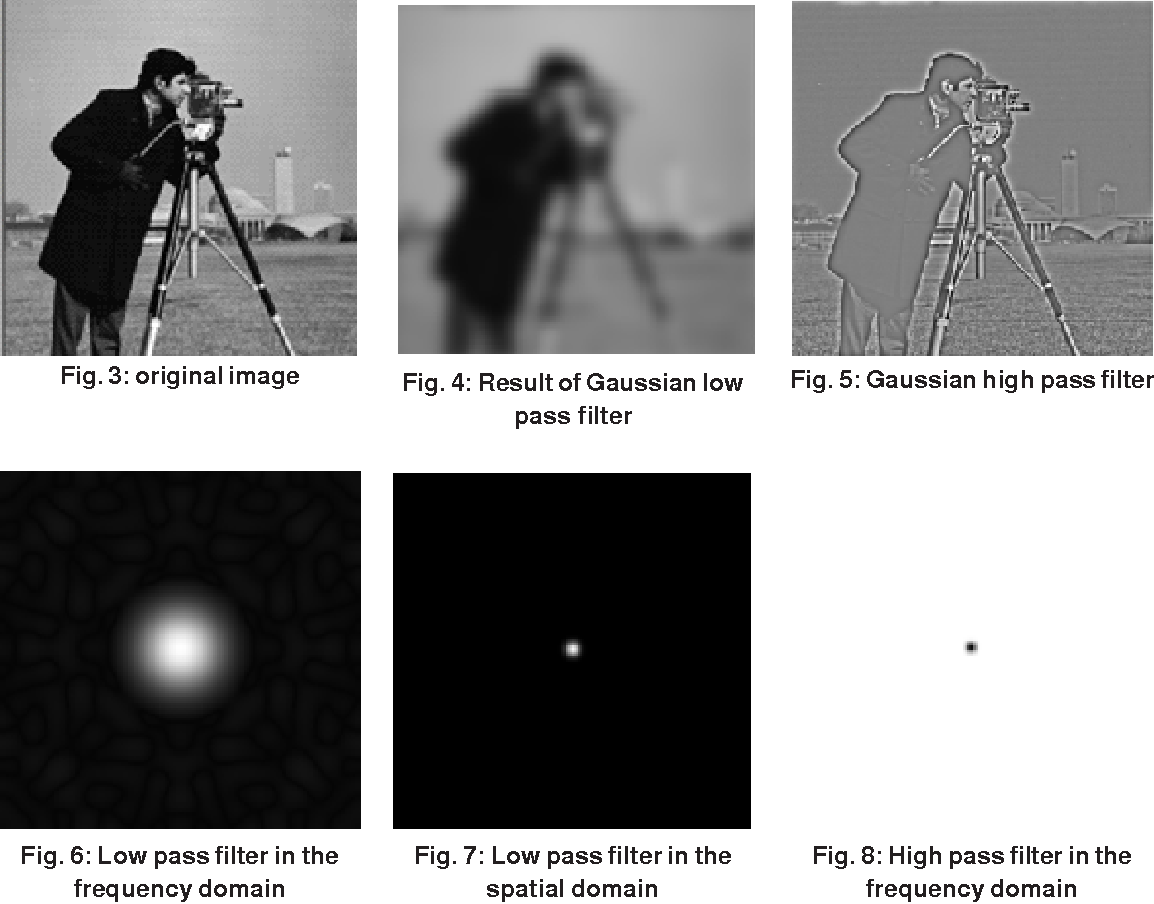 Fig. 3: original image
Fig. 4: Result of Gaussian low
pass filter
Fig. 5: Gaussian high pass filter
Fig. 6: Low pass filter in the
frequency domain
Fig. 7: Low pass filter in the
spatial domain
Fig. 8: High pass filter in the
frequency domain